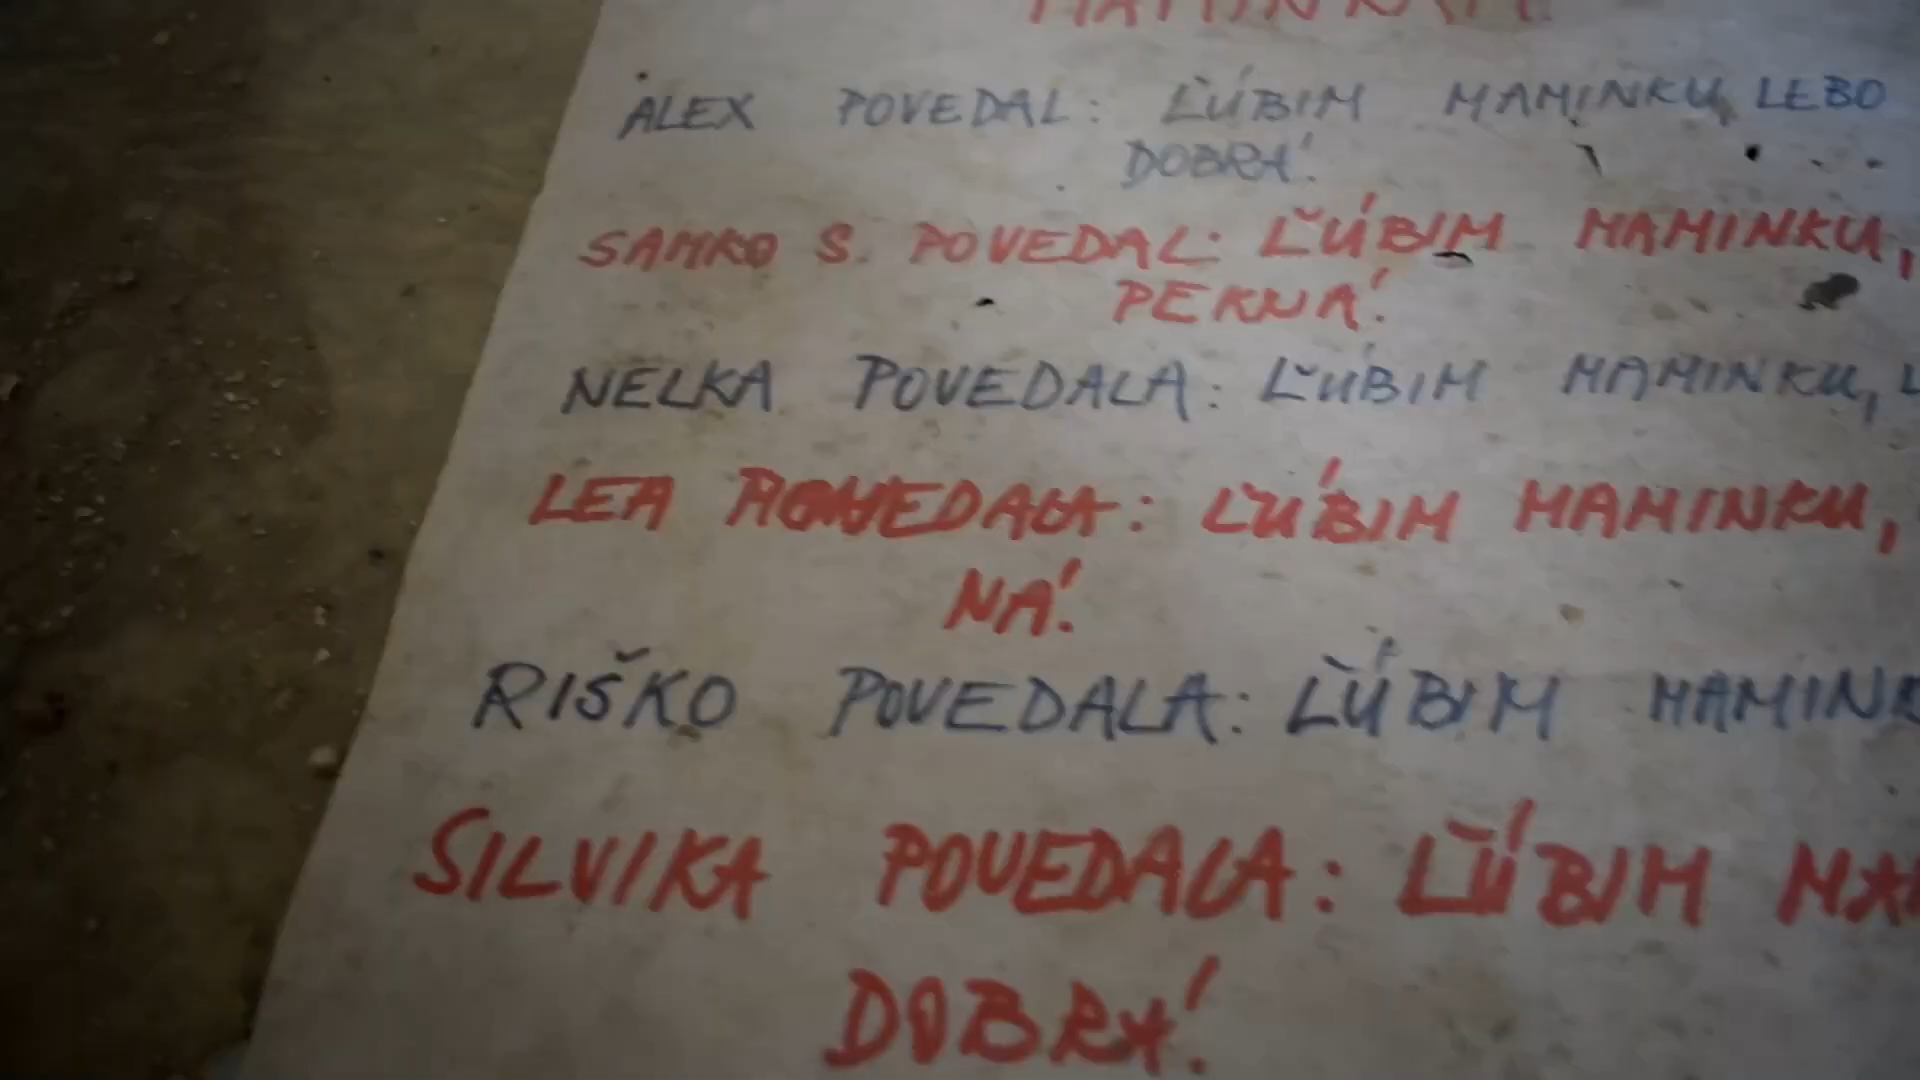 ALEX POVEDAL: ĽÚBIM MAMINKU, LEBO
DOBRÁ!
SAMKO S. POVEDAL: ĽÚBIM MAMINKU,
PEKNÁ!
NELKA POVEDALA: ĽÚBIM MAMINKU,
LEA POVEDALA: ĽÚBIM MAMINKU,
NÁ!
RIŠKO POVEDALA: ĽÚBIM
SILVIKA POVEDALA: ĽÚBIM
DOBRÁ!